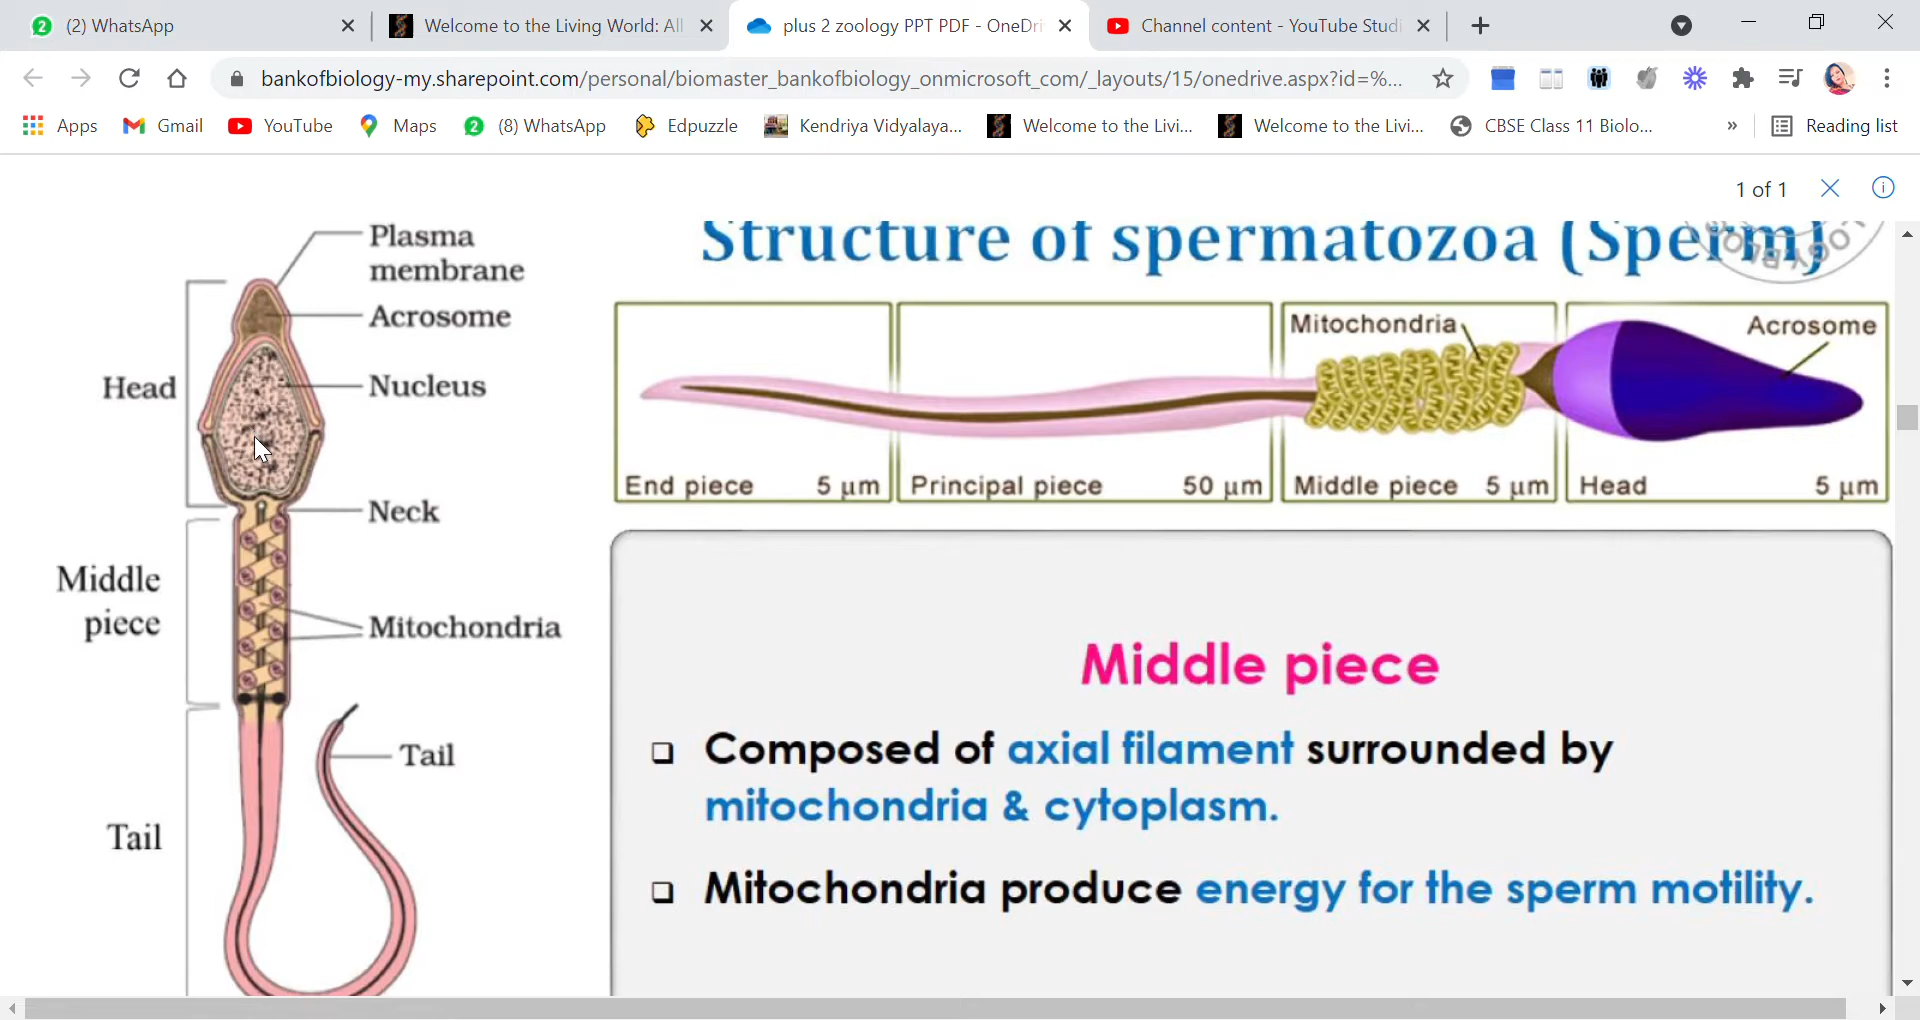 (2) WhatsApp
Welcome to the Living World: All
plus 2 zoology PPT PDF - OneDri
Channel content - YouTube Studi
bankofbiology-my.sharepoint.com/personal/biomaster_bankofbiology_onmicrosoft_com/_layouts/15/onedrive.aspx?id=%...
Apps
Gmail
YouTube
Maps
(8) WhatsApp
Edpuzzle
Kendriya Vidyalaya...
Welcome to the Livi...
Welcome to the Livi...
CBSE Class 11 Biolo...
»
Reading list
1 of 1
Structure of spermatozoa (Sperm)
Plasma
membrane
Acrosome
Nucleus
Head
Neck
Middle
piece
Mitochondria
Tail
Tail
Mitochondria
Acrosome
End piece 5 µm
Principal piece 50 µm
Middle piece 5 µm
Head 5 µm
Middle piece
❑ Composed of axial filament surrounded by
mitochondria & cytoplasm.
❑ Mitochondria produce energy for the sperm motility.